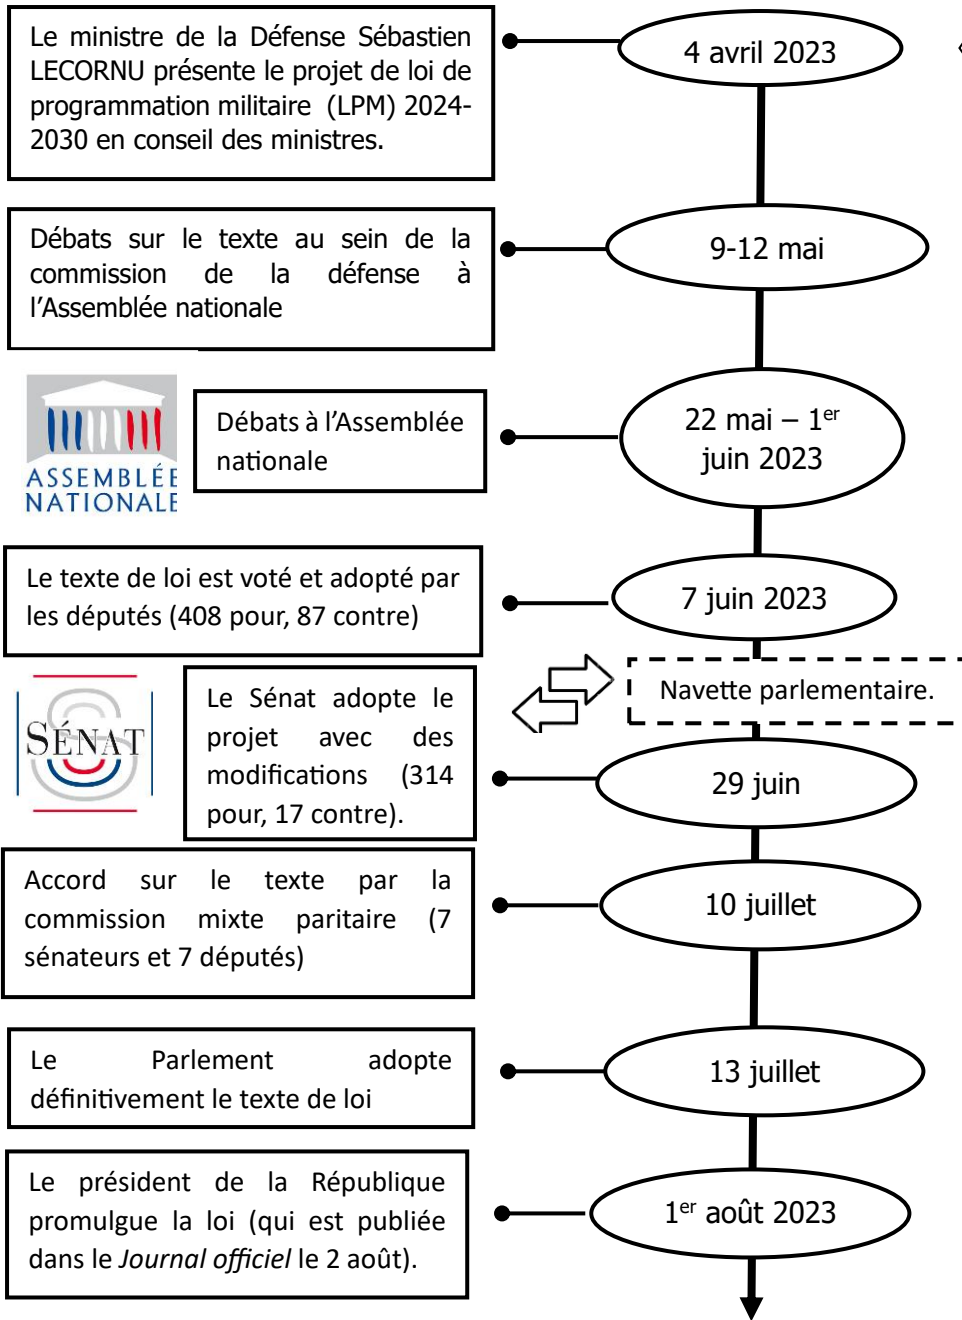 Le ministre de la Défense Sébastien
LECORNU présente le projet de loi de
programmation militaire (LPM) 2024-
2030 en conseil des ministres.
4 avril 2023
Débats sur le texte au sein de la
commission de la défense à
l’Assemblée nationale
9-12 mai
ASSEMBLÉE
NATIONALE
Débats à l’Assemblée
nationale
22 mai – 1er
juin 2023
Le texte de loi est voté et adopté par
les députés (408 pour, 87 contre)
7 juin 2023
Navette parlementaire.
SÉNAT
Le Sénat adopte le
projet avec des
modifications (314
pour, 17 contre).
29 juin
Accord sur le texte par la
commission mixte paritaire (7
sénateurs et 7 députés)
10 juillet
Le Parlement adopte
définitivement le texte de loi
13 juillet
Le président de la République
promulgue la loi (qui est publiée
dans le Journal officiel le 2 août).
1er août 2023